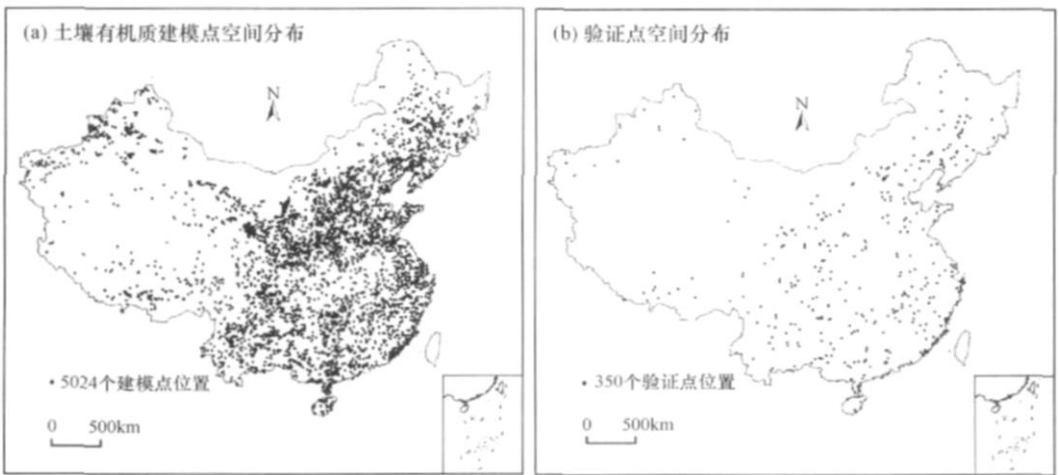 (a) 土壤有机质建模点空间分布
N
• 5024个建模点位置
0 500km
(b) 验证点空间分布
N
• 350个验证点位置
0 500km